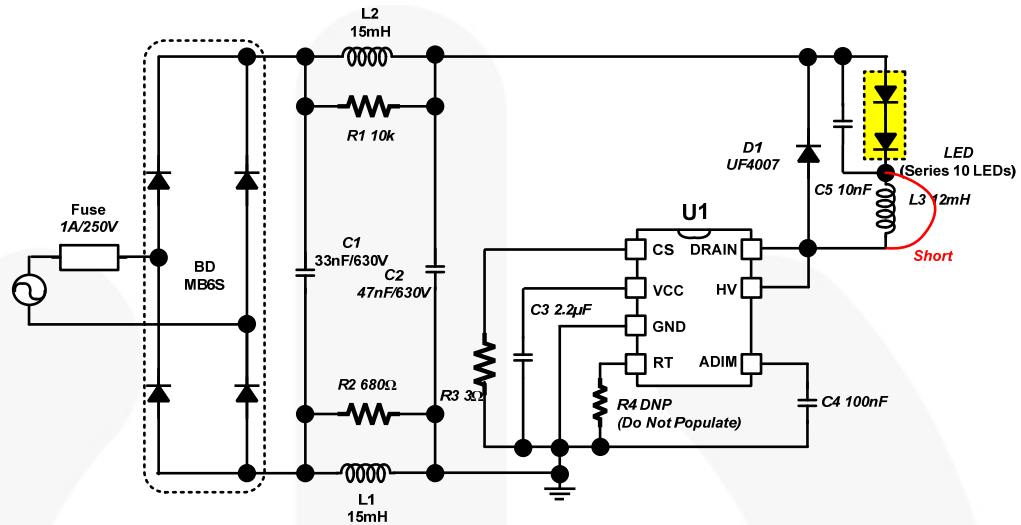 L2
15mH
R1 10k
D1
UF4007
LED
(Series 10 LEDs)
C5 10nF
L3 12mH
Short
Fuse
1A/250V
BD
MB6S
C1
33nF/630V
C2
47nF/630V
U1
CS
DRAIN
VCC
HV
GND
RT
ADIM
C3 2.2µF
R2 680Ω
R3 3Ω
R4 DNP
(Do Not Populate)
C4 100nF
L1
15mH